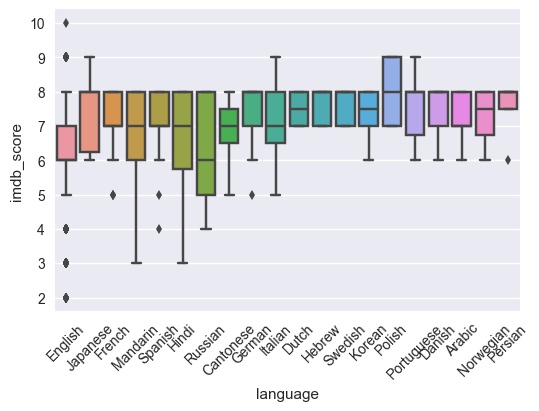 10
9
8
7
6
5
4
3
2
imdb_score
English
Japanese
French
Mandarin
Spanish
Hindi
Russian
Cantonese
German
Italian
Dutch
Hebrew
Swedish
Korean
Polish
Portuguese
Danish
Arabic
Norwegian
Persian
language